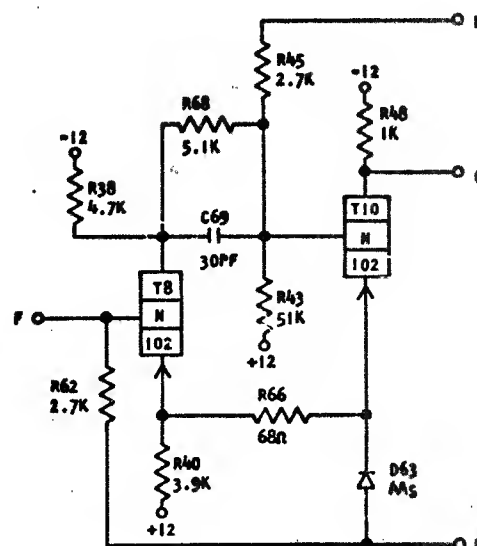 R45
2.7K
-12
R48
1K
R68
5.1K
-12
R38
4.7K
C69
30PF
T10
N
102
T8
N
102
R43
51K
+12
F
R62
2.7K
R66
68Ω
R40
3.9K
+12
D63
AAs